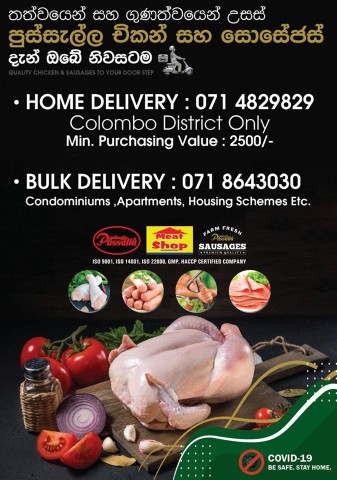 තත්වයෙන් සහ ගුණත්වයෙන් උසස්
පුස්සැල්ල චිකන් සහ සොසේජස්
දැන් ඔබේ නිවසටම
QUALITY CHICKEN & SAUSAGES TO YOUR DOOR STEP
• HOME DELIVERY : 071 4829829
Colombo District Only
Min. Purchasing Value : 2500/-
• BULK DELIVERY : 071 8643030
Condominiums ,Apartments, Housing Schemes Etc.
Pussalla
Meat Shop
FARM FRESH
SAUSAGES
PREMIUM QUALITY
ISO 9001, ISO 14001, ISO 22000, GMP, HACCP CERTIFIED COMPANY
COVID-19
BE SAFE. STAY HOME.